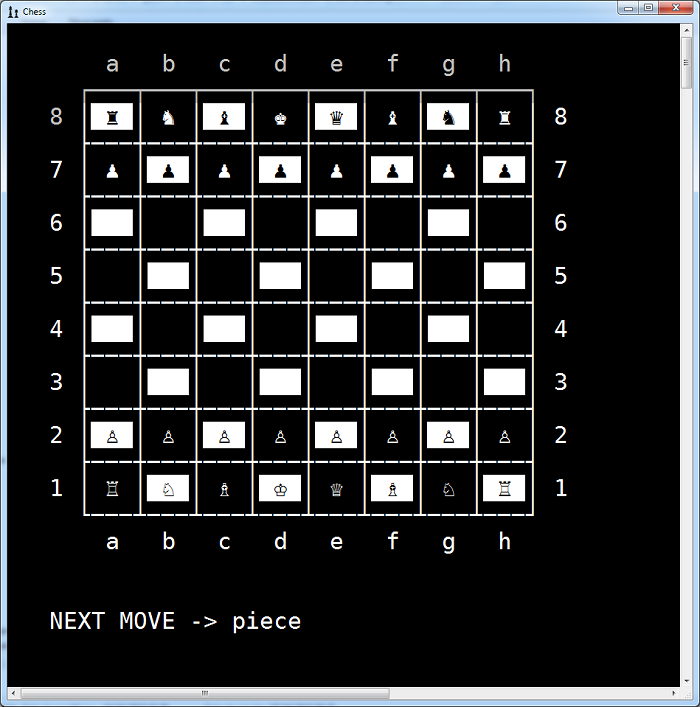 Chess
a b c d e f g h
8 ♜ ♞ ♝ ♚ ♛ ♝ ♞ ♜ 8
7 ♟ ♟ ♟ ♟ ♟ ♟ ♟ ♟ 7
6 6
5 5
4 4
3 3
2 ♙ ♙ ♙ ♙ ♙ ♙ ♙ ♙ 2
1 ♖ ♘ ♗ ♔ ♕ ♗ ♘ ♖ 1
a b c d e f g h
NEXT MOVE -> piece